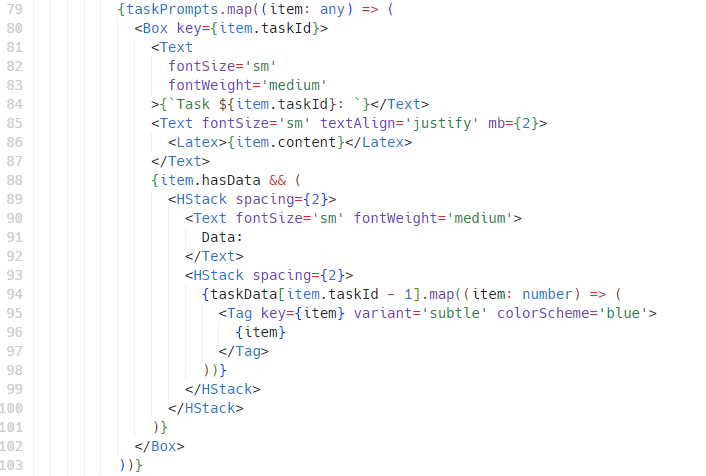 79 {taskPrompts.map((item: any) => (
80 <Box key={item.taskId}>
81 <Text
82 fontSize='sm'
83 fontWeight='medium'
84 >{`Task ${item.taskId}: `}</Text>
85 <Text fontSize='sm' textAlign='justify' mb={2}>
86 <Latex>{item.content}</Latex>
87 </Text>
88 {item.hasData && (
89 <HStack spacing={2}>
90 <Text fontSize='sm' fontWeight='medium'>
91 Data:
92 </Text>
93 <HStack spacing={2}>
94 {taskData[item.taskId - 1].map((item: number) => (
95 <Tag key={item} variant='subtle' colorScheme='blue'>
96 {item}
97 </Tag>
98 ))}
99 </HStack>
100 </HStack>
101 )}
102 </Box>
103 ))}